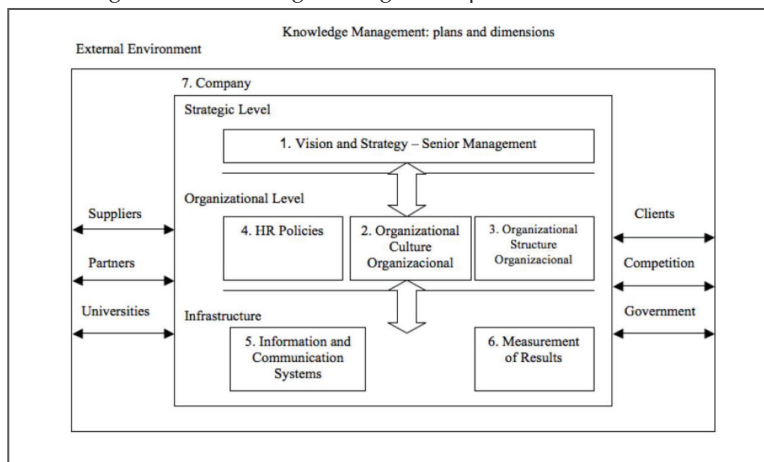 Knowledge Management: plans and dimensions
External Environment
7. Company
Strategic Level
1. Vision and Strategy – Senior Management
Organizational Level
4. HR Policies
2. Organizational
Culture
Organizacional
3. Organizational
Structure
Organizacional
Suppliers
Partners
Universities
Clients
Competition
Government
Infrastructure
5. Information and
Communication
Systems
6. Measurement
of Results